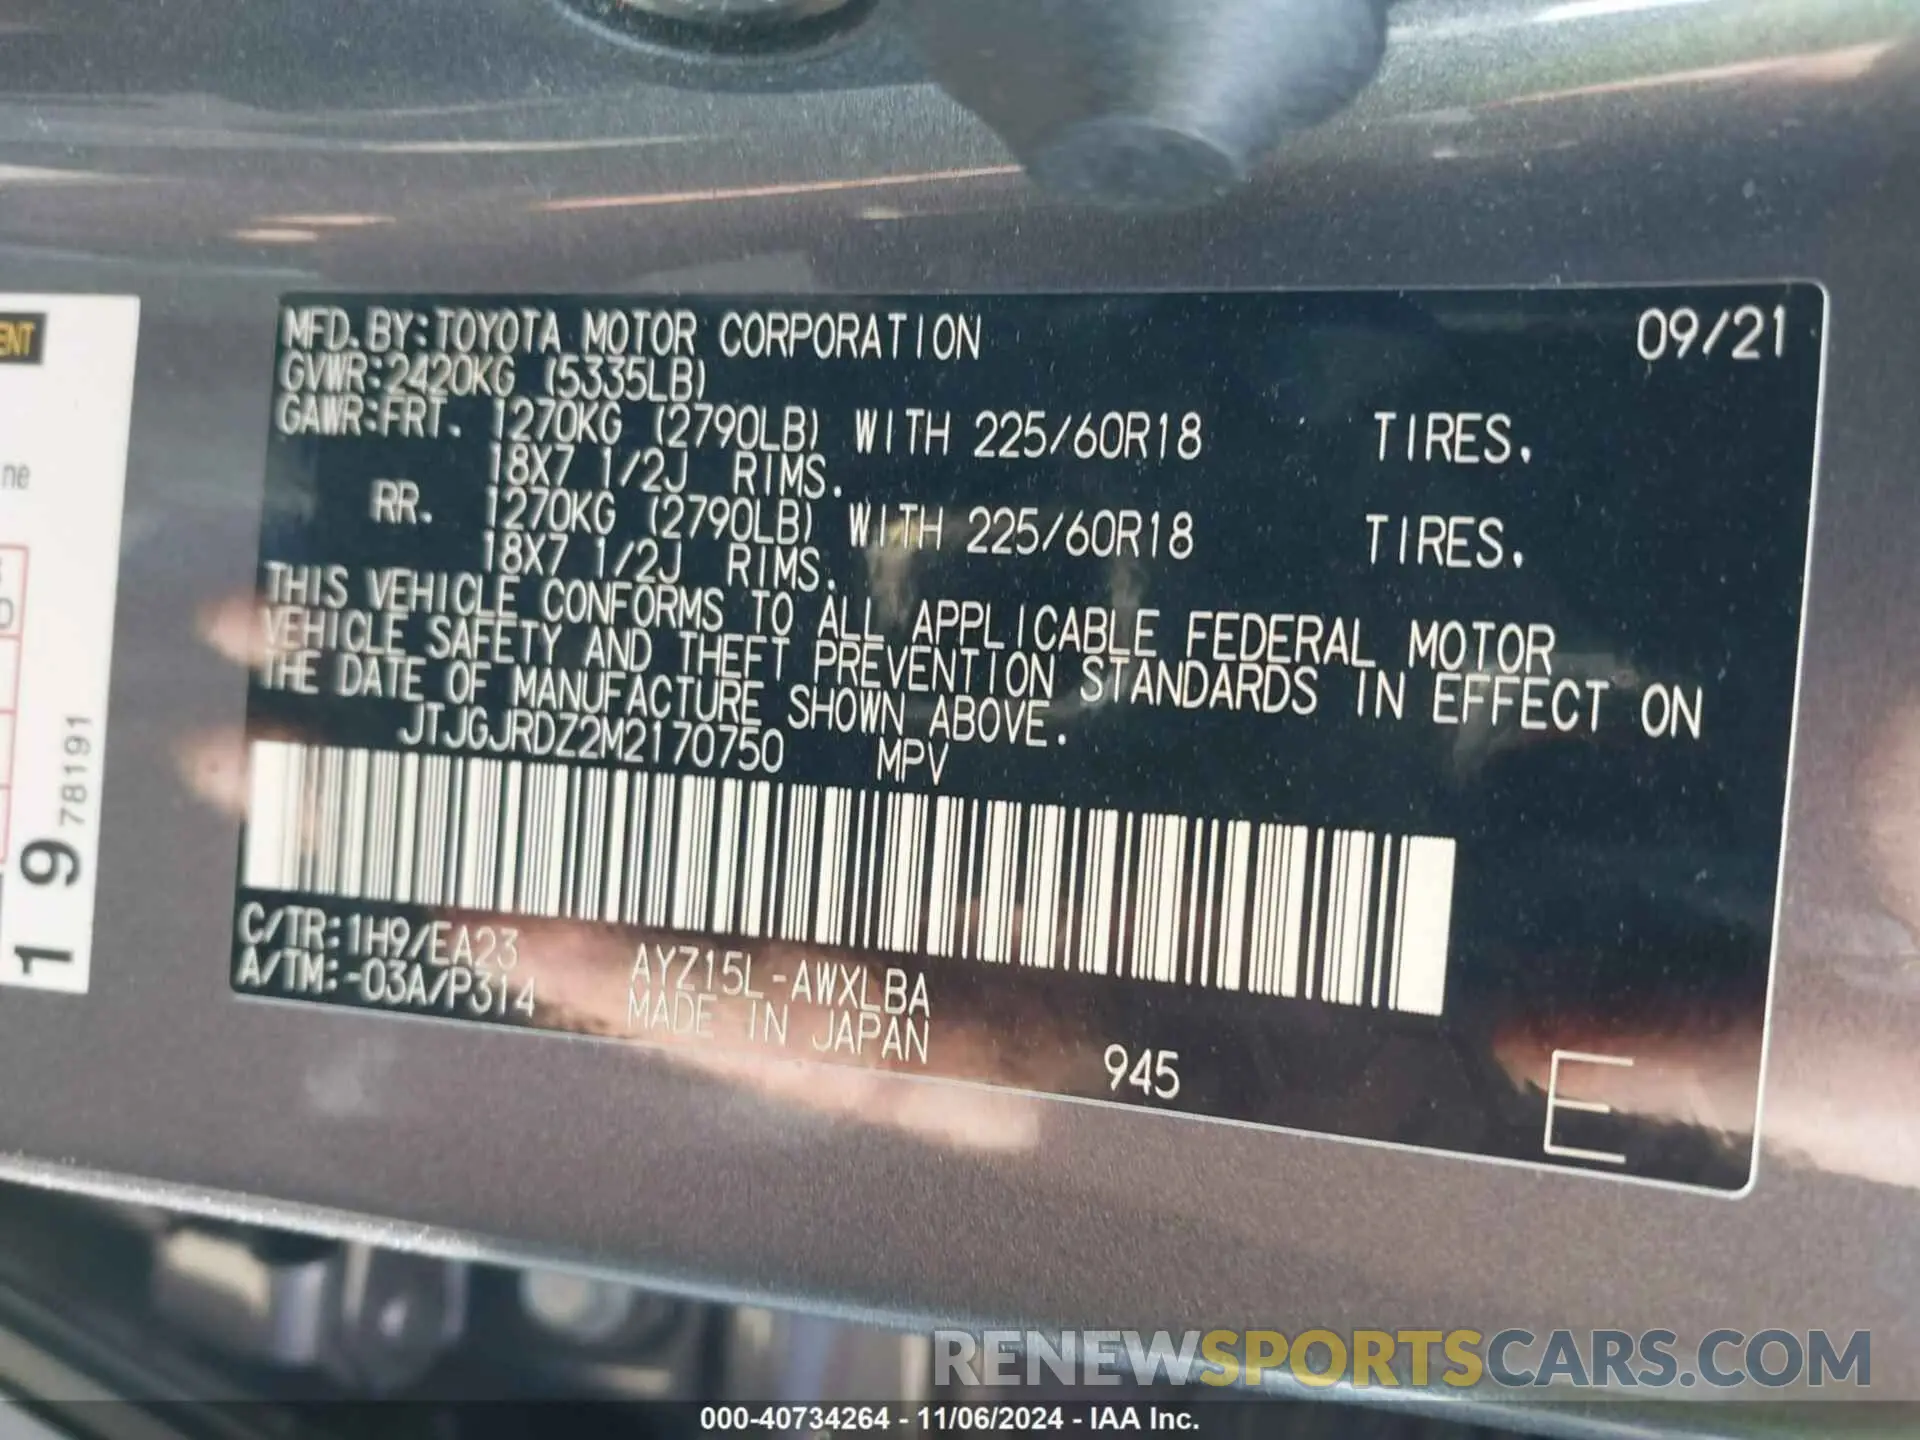 MFD. BY: TOYOTA MOTOR CORPORATION 09/21
GVWR: 2420KG (5335LB)
GAWR: FRT. 1270KG (2790LB) WITH 225/60R18 TIRES.
18X7 1/2J RIMS.
RR. 1270KG (2790LB) WITH 225/60R18 TIRES.
18X7 1/2J RIMS.
THIS VEHICLE CONFORMS TO ALL APPLICABLE FEDERAL MOTOR
VEHICLE SAFETY AND THEFT PREVENTION STANDARDS IN EFFECT ON
THE DATE OF MANUFACTURE SHOWN ABOVE.
JTJGJRDZ2M2170750 MPV
C/TR: 1H9/EA23 AYZ15L-AWXLBA
A/TM: -03A/P314 MADE IN JAPAN
945
E
ENT
ne
D
19 78191
RENEWSPORTSCARS.COM
000-40734264 - 11/06/2024 - IAA Inc.